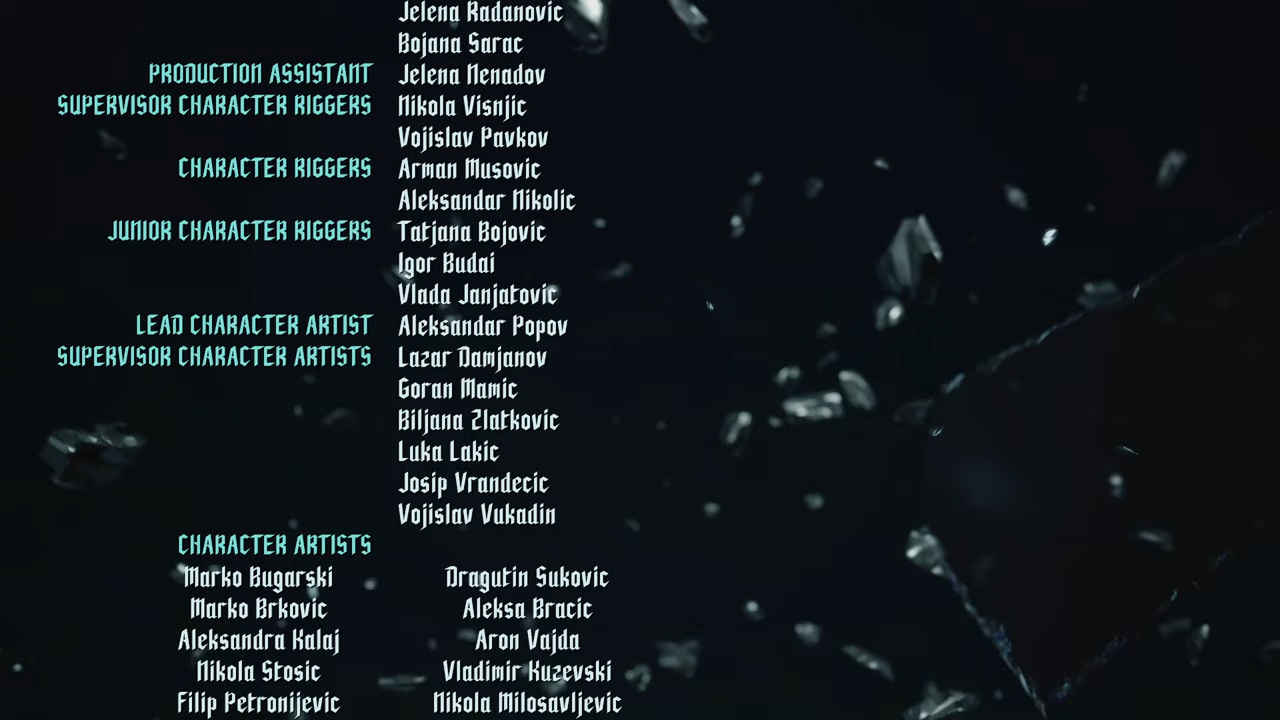 Jelena Radanovic
Bojana Sarac
PRODUCTION ASSISTANT Jelena Nenadov
SUPERVISOR CHARACTER RIGGERS Nikola Visnjic
Vojislav Pavkov
CHARACTER RIGGERS Arman Musovic
Aleksandar Nikolic
JUNIOR CHARACTER RIGGERS Tatjana Bojovic
Igor Budai
Vlada Janjatovic
LEAD CHARACTER ARTIST Aleksandar Popov
SUPERVISOR CHARACTER ARTISTS Lazar Damjanov
Goran Mamic
Biljana Zlatkovic
Luka Lakic
Josip Vrandecic
Vojislav Vukadin
CHARACTER ARTISTS
Marko Bugarski Dragutin Sukovic
Marko Brkovic Aleksa Bracic
Aleksandra Kalaj Aron Vajda
Nikola Stosic Vladimir Kuzevski
Filip Petronijevic Nikola Milosavljevic